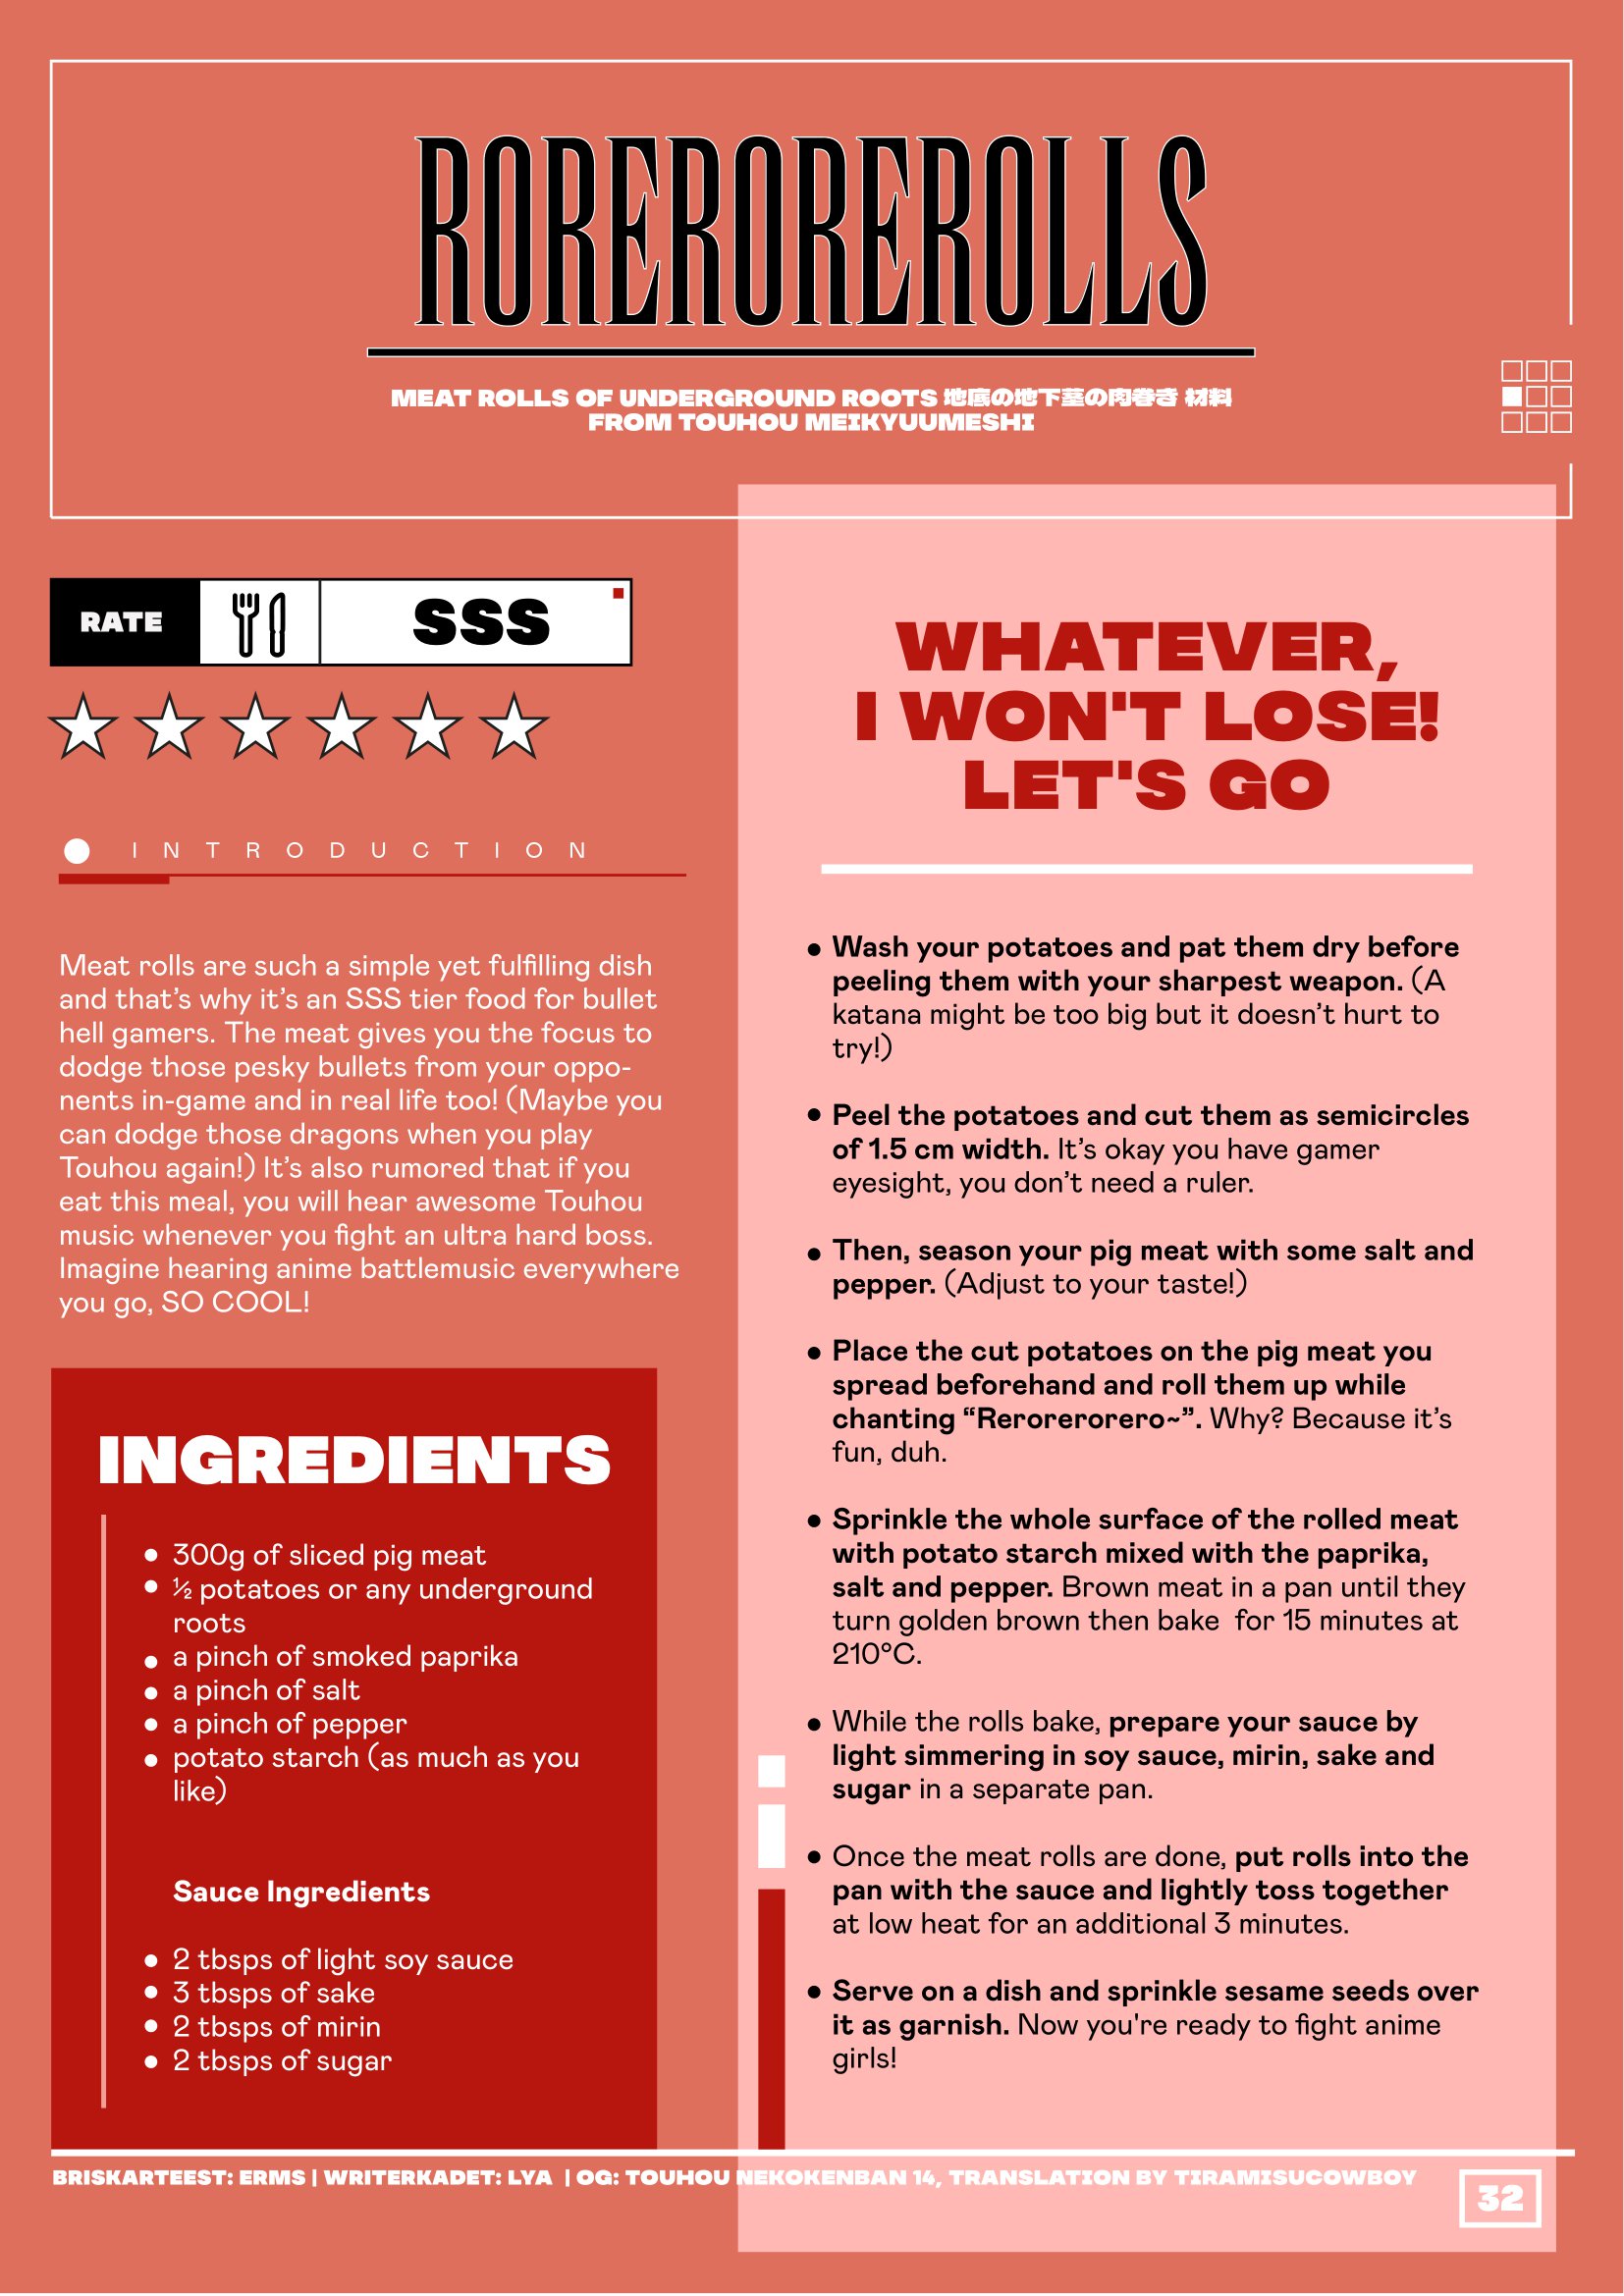 ROREROREROLLS
MEAT ROLLS OF UNDERGROUND ROOTS 地底の地下茎の肉巻き 材料
FROM TOUHOU MEIKYUUMESHI
RATE
SSS
INTRODUCTION
Meat rolls are such a simple yet fulfilling dish
and that’s why it’s an SSS tier food for bullet
hell gamers. The meat gives you the focus to
dodge those pesky bullets from your oppo-
nents in-game and in real life too! (Maybe you
can dodge those dragons when you play
Touhou again!) It’s also rumored that if you
eat this meal, you will hear awesome Touhou
music whenever you fight an ultra hard boss.
Imagine hearing anime battlemusic everywhere
you go, SO COOL!
INGREDIENTS
300g of sliced pig meat
½ potatoes or any underground
roots
a pinch of smoked paprika
a pinch of salt
a pinch of pepper
potato starch (as much as you
like)
Sauce Ingredients
2 tbsps of light soy sauce
3 tbsps of sake
2 tbsps of mirin
2 tbsps of sugar
WHATEVER,
I WON'T LOSE!
LET'S GO
Wash your potatoes and pat them dry before
peeling them with your sharpest weapon. (A
katana might be too big but it doesn’t hurt to
try!)
Peel the potatoes and cut them as semicircles
of 1.5 cm width. It’s okay you have gamer
eyesight, you don’t need a ruler.
Then, season your pig meat with some salt and
pepper. (Adjust to your taste!)
Place the cut potatoes on the pig meat you
spread beforehand and roll them up while
chanting “Rerorerorero~”. Why? Because it’s
fun, duh.
Sprinkle the whole surface of the rolled meat
with potato starch mixed with the paprika,
salt and pepper. Brown meat in a pan until they
turn golden brown then bake  for 15 minutes at
210°C.
While the rolls bake, prepare your sauce by
light simmering in soy sauce, mirin, sake and
sugar in a separate pan.
Once the meat rolls are done, put rolls into the
pan with the sauce and lightly toss together
at low heat for an additional 3 minutes.
Serve on a dish and sprinkle sesame seeds over
it as garnish. Now you're ready to fight anime
girls!
BRISKARTEEST: ERMS | WRITERKADET: LYA | OG: TOUHOU NEKOKENBAN 14, TRANSLATION BY TIRAMISUCOWBOY
32